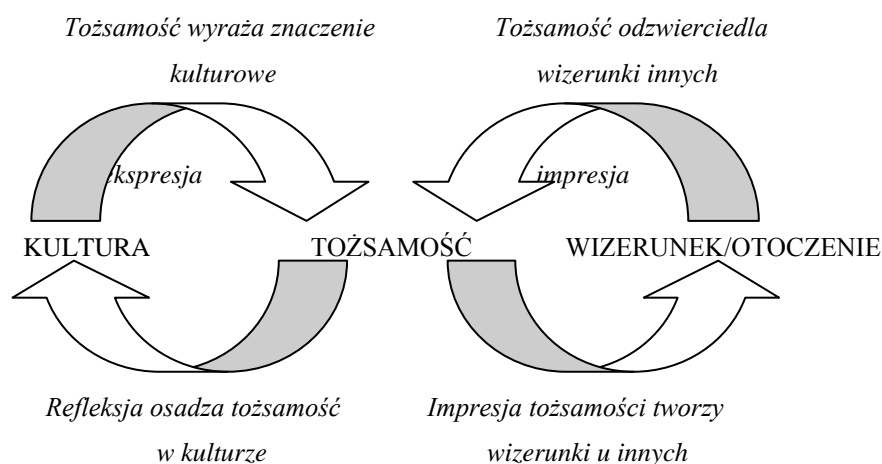 Tożsamość wyraża znaczenie
kulturowe
Tożsamość odzwierciedla
wizerunki innych
ekspresja
impresja
KULTURA
TOŻSAMOŚĆ
WIZERUNEK/OTOCZENIE
Refleksja osadza tożsamość
w kulturze
Impresja tożsamości tworzy
wizerunki u innych